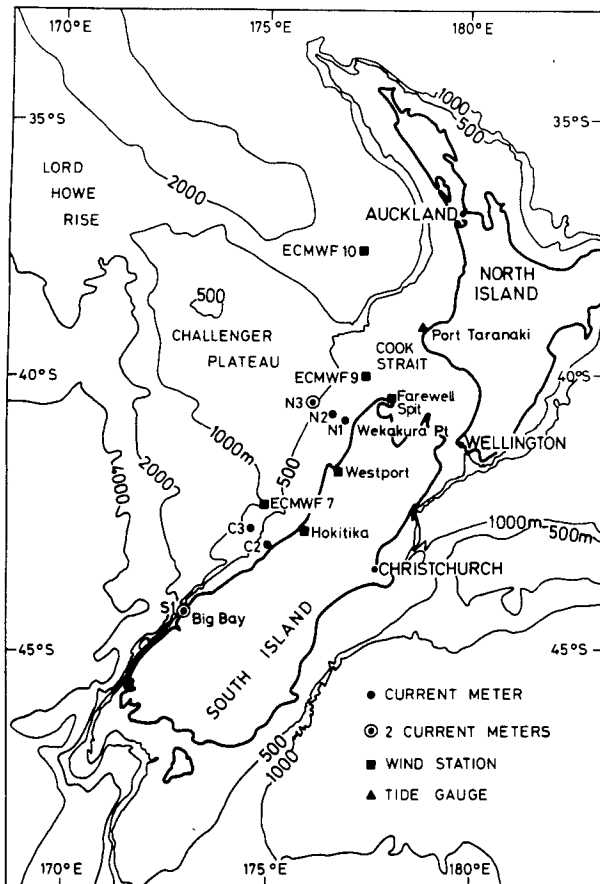 170°E 175°E 180°E
35°S 35°S
1000
500
LORD
HOWE
RISE
2000
AUCKLAND
ECMWF 10
NORTH
ISLAND
500
CHALLENGER
PLATEAU
Port Taranaki
COOK
STRAIT
40°S 40°S
ECMWF 9
Farewell
Spit
N3
N2
N1
Wekakura Pt
WELLINGTON
1000m
500
2000
4000
Westport
ECMWF 7
C3
C2
Hokitika
1000m
500m
CHRISTCHURCH
S1
Big Bay
45°S 45°S
SOUTH ISLAND
500
1000
CURRENT METER
2 CURRENT METERS
WIND STATION
TIDE GAUGE
170°E 175°E 180°E